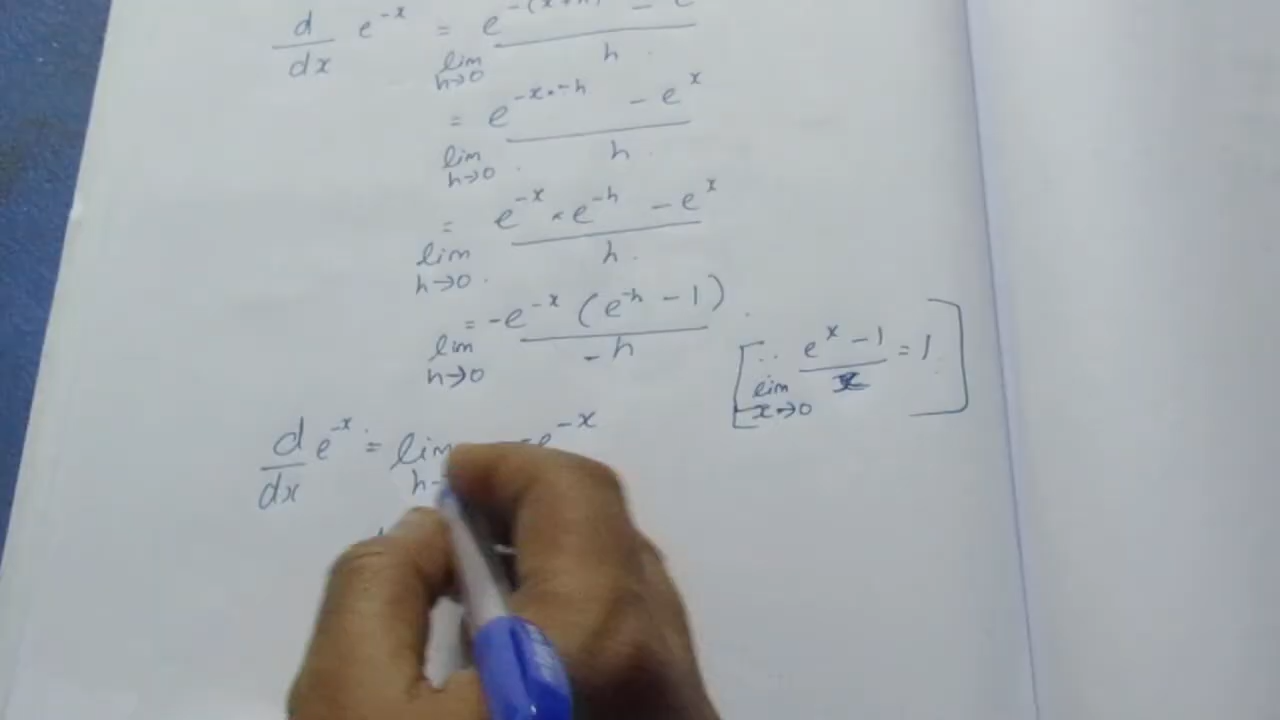 d/dx e^-x = lim h→0 e^-(x+h) - e / h
= lim h→0 e^-x+-h - e^x / h
= lim h→0 e^-x × e^-h - e^x / h
= lim h→0 -e^-x (e^-h - 1) / -h
[∵ lim x→0 e^x - 1 / x = 1]
d/dx e^-x = lim -e^-x